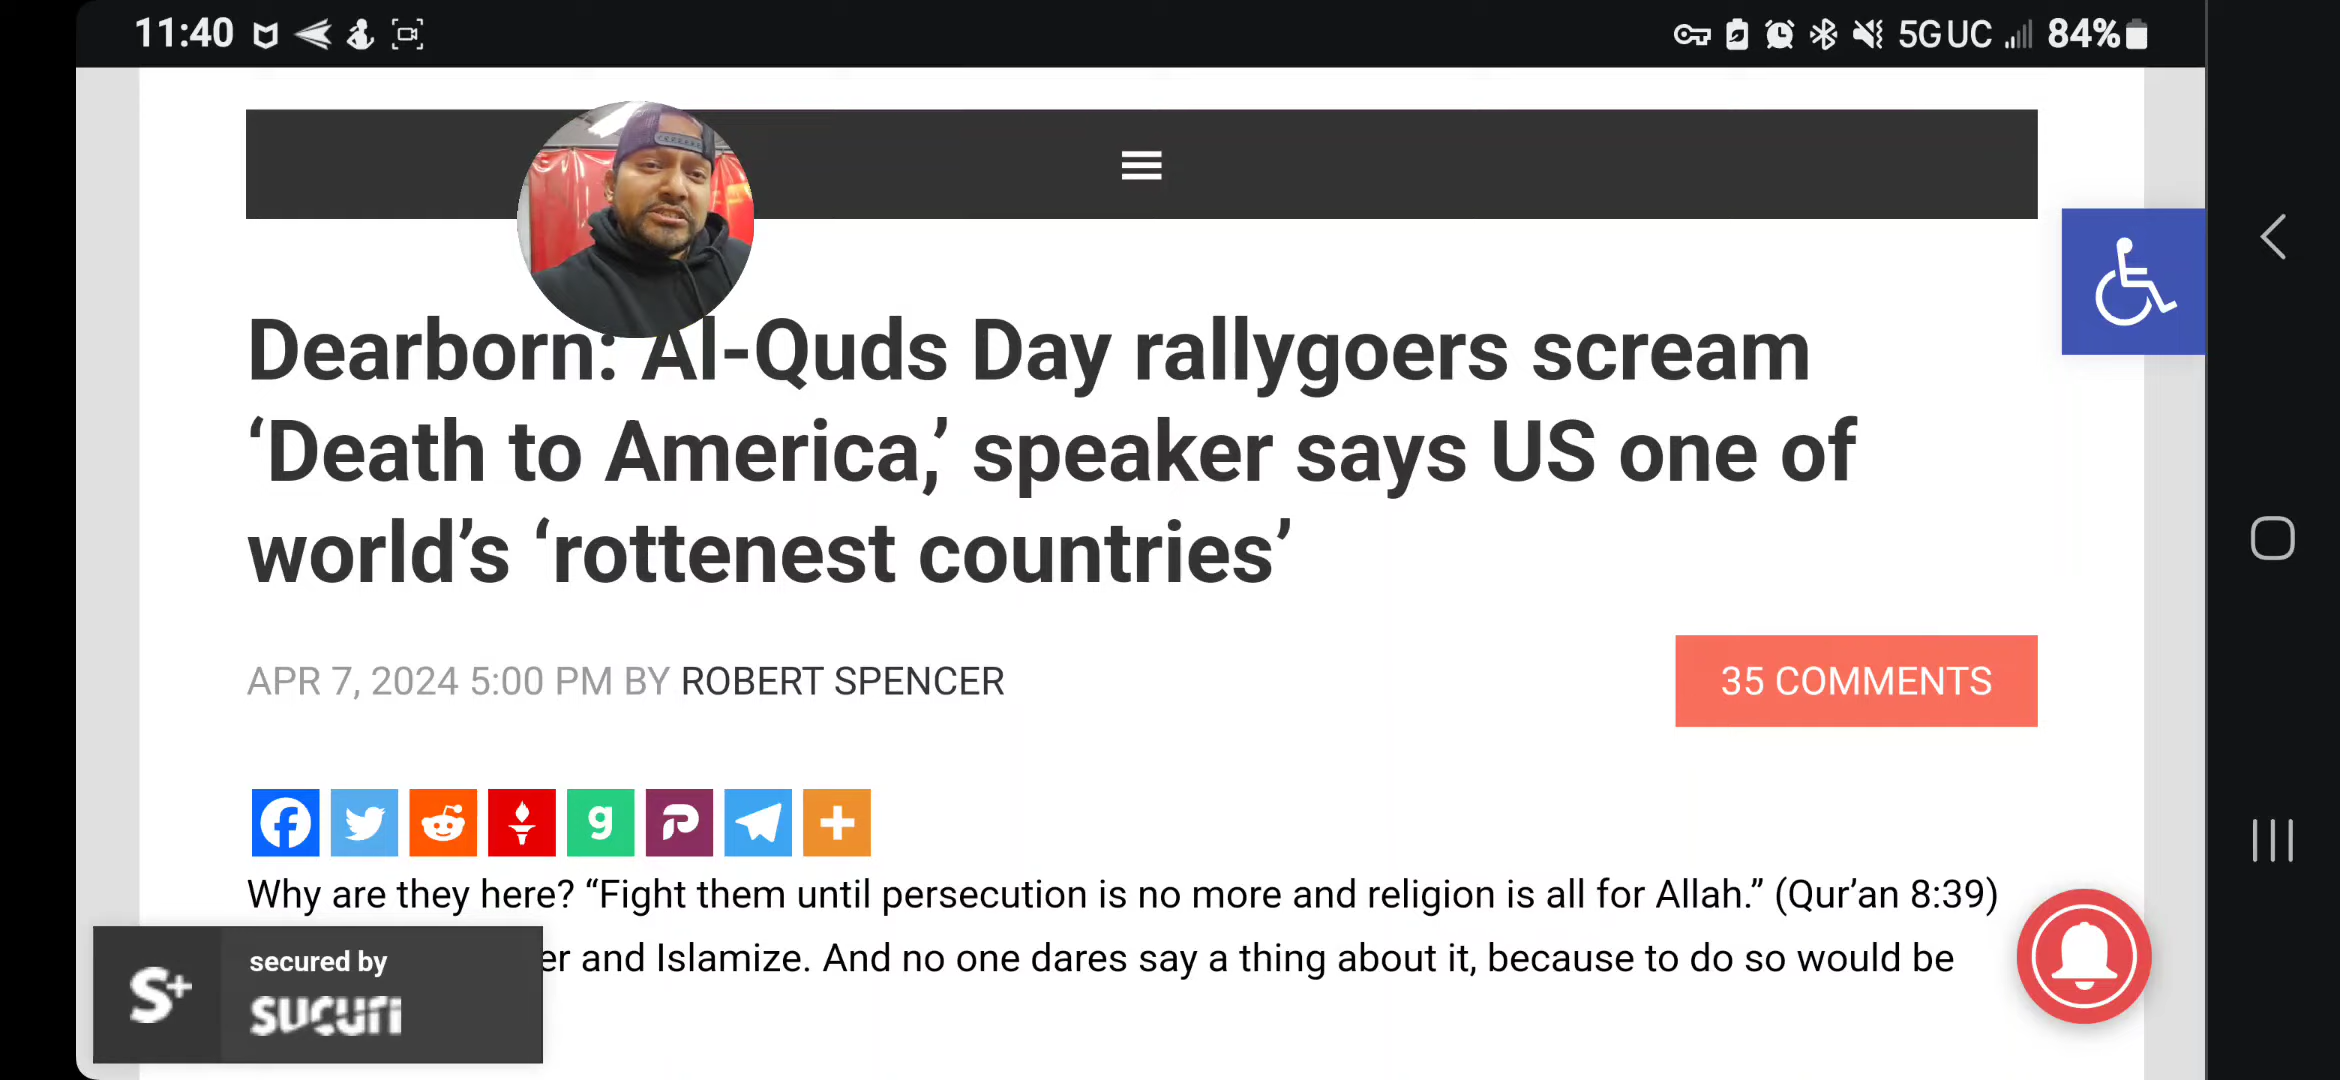 11:40 5G UC 84%
Dearborn: Al-Quds Day rallygoers scream
‘Death to America,’ speaker says US one of
world’s ‘rottenest countries’
APR 7, 2024 5:00 PM BY ROBERT SPENCER
35 COMMENTS
Why are they here? “Fight them until persecution is no more and religion is all for Allah.” (Qur’an 8:39)
er and Islamize. And no one dares say a thing about it, because to do so would be
S+ secured by
sucuri